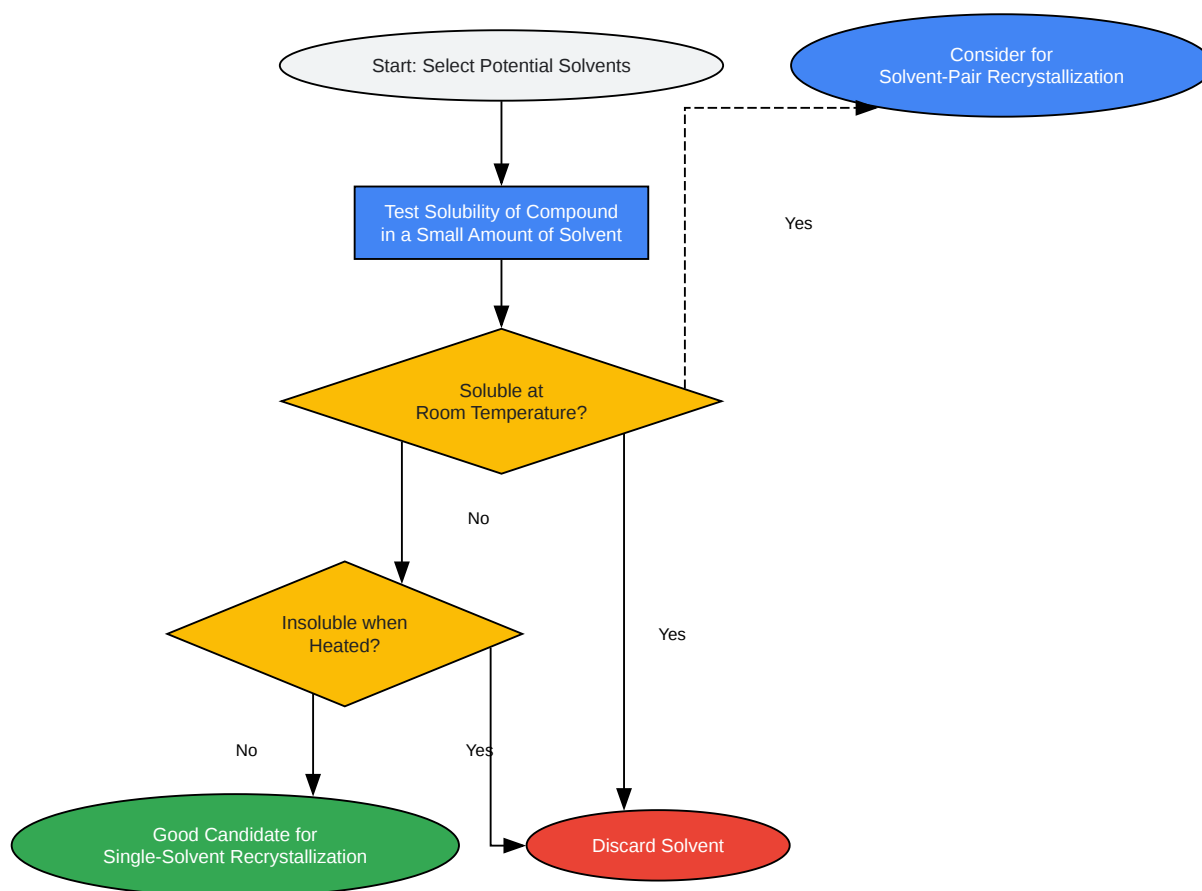 Start: Select Potential Solvents
Consider for
Solvent-Pair Recrystallization
Test Solubility of Compound
in a Small Amount of Solvent
Yes
Soluble at
Room Temperature?
No
Insoluble when
Heated?
Yes
No
Yes
Good Candidate for
Single-Solvent Recrystallization
Discard Solvent